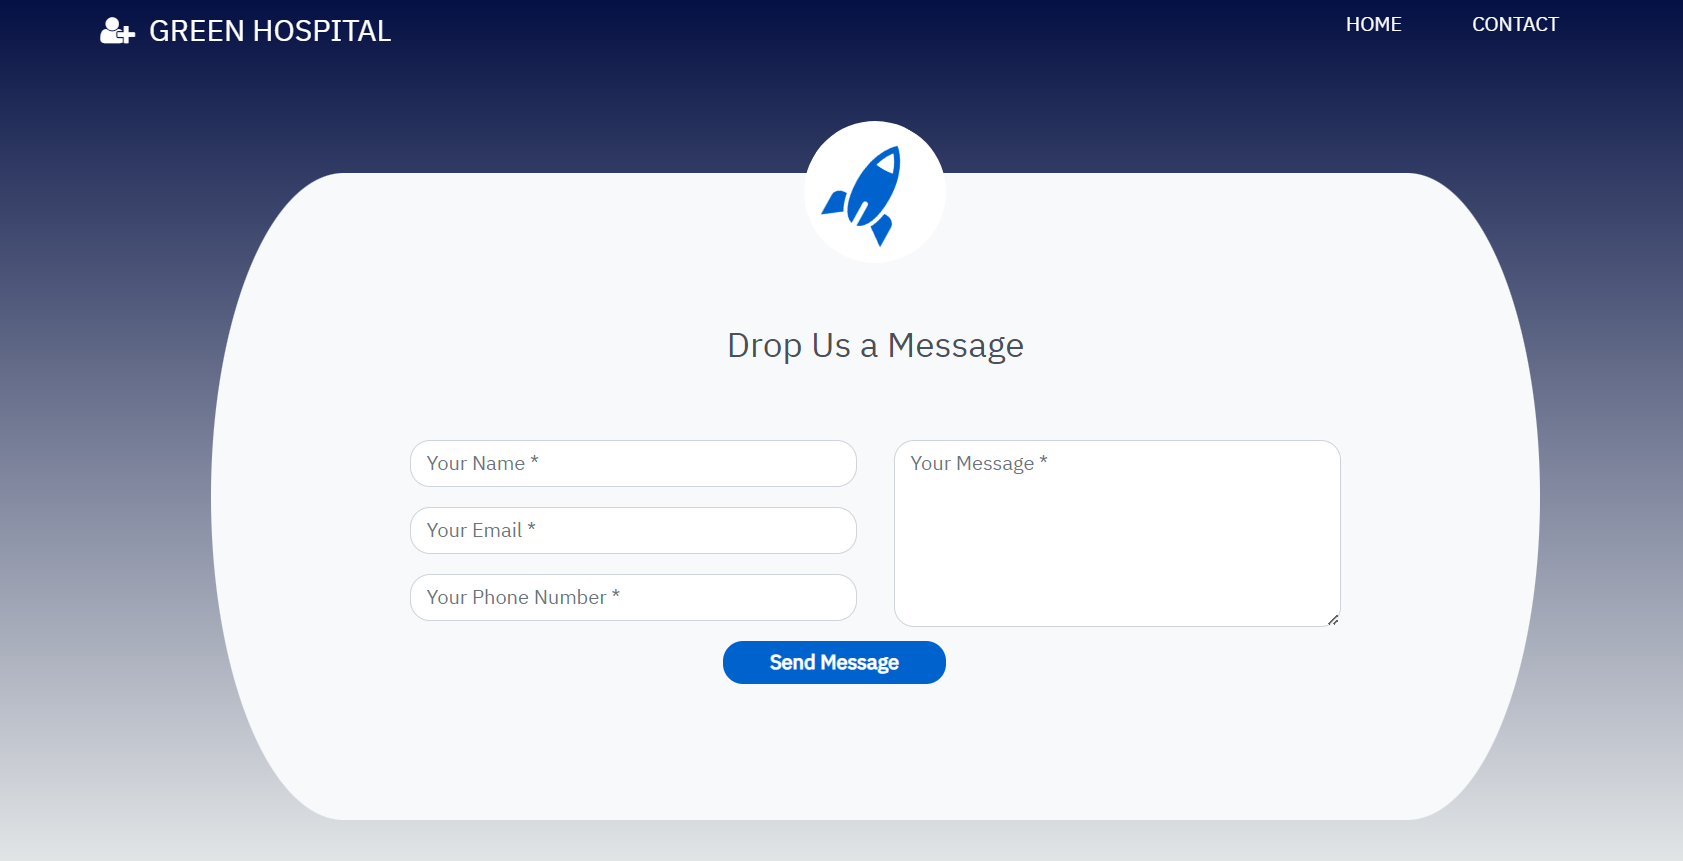 GREEN HOSPITAL
HOME
CONTACT
Drop Us a Message
Your Name *
Your Message *
Your Email *
Your Phone Number *
Send Message